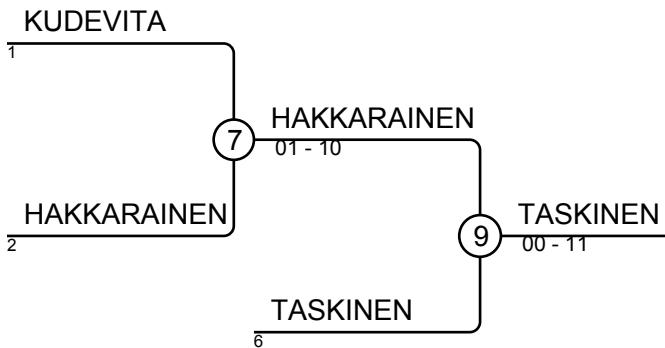 KUDEVITA
1
7
HAKKARAINEN
01 - 10
HAKKARAINEN
2
9
TASKINEN
00 - 11
TASKINEN
6